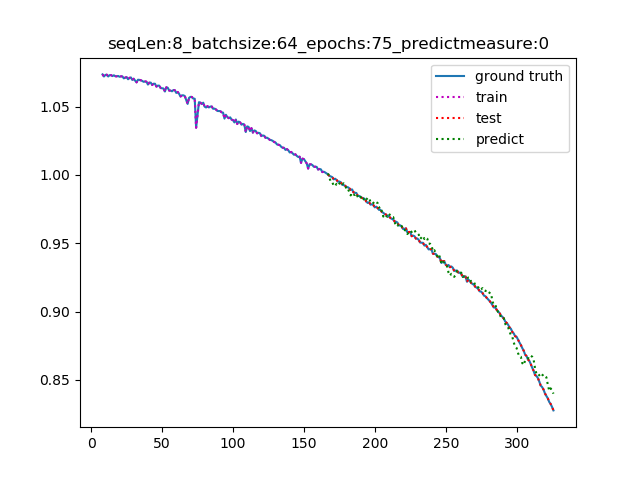 seqLen:8_batchsize:64_epochs:75_predictmeasure:0
ground truth
train
test
predict
1.05
1.00
0.95
0.90
0.85
0 50 100 150 200 250 300